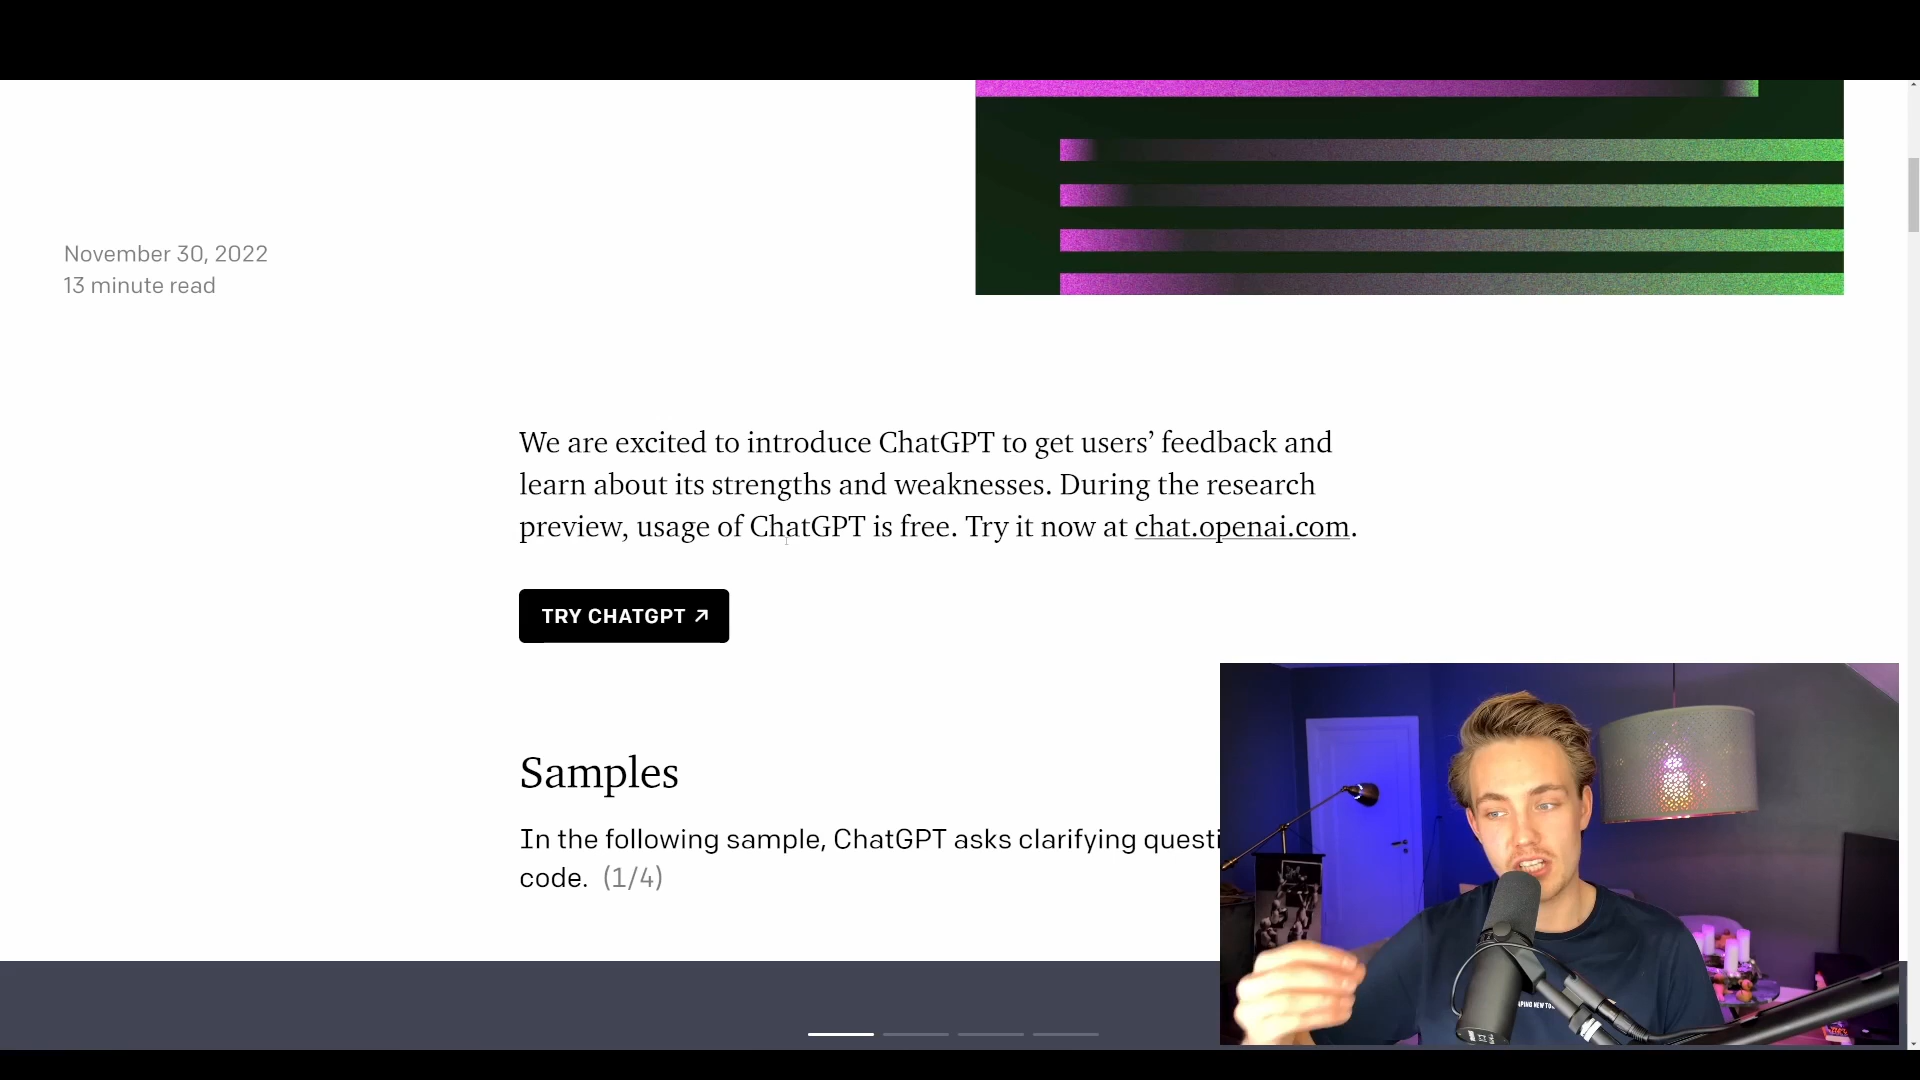 November 30, 2022
13 minute read
We are excited to introduce ChatGPT to get users’ feedback and
learn about its strengths and weaknesses. During the research
preview, usage of ChatGPT is free. Try it now at chat.openai.com.
TRY CHATGPT ↗
Samples
In the following sample, ChatGPT asks clarifying questi
code. (1/4)